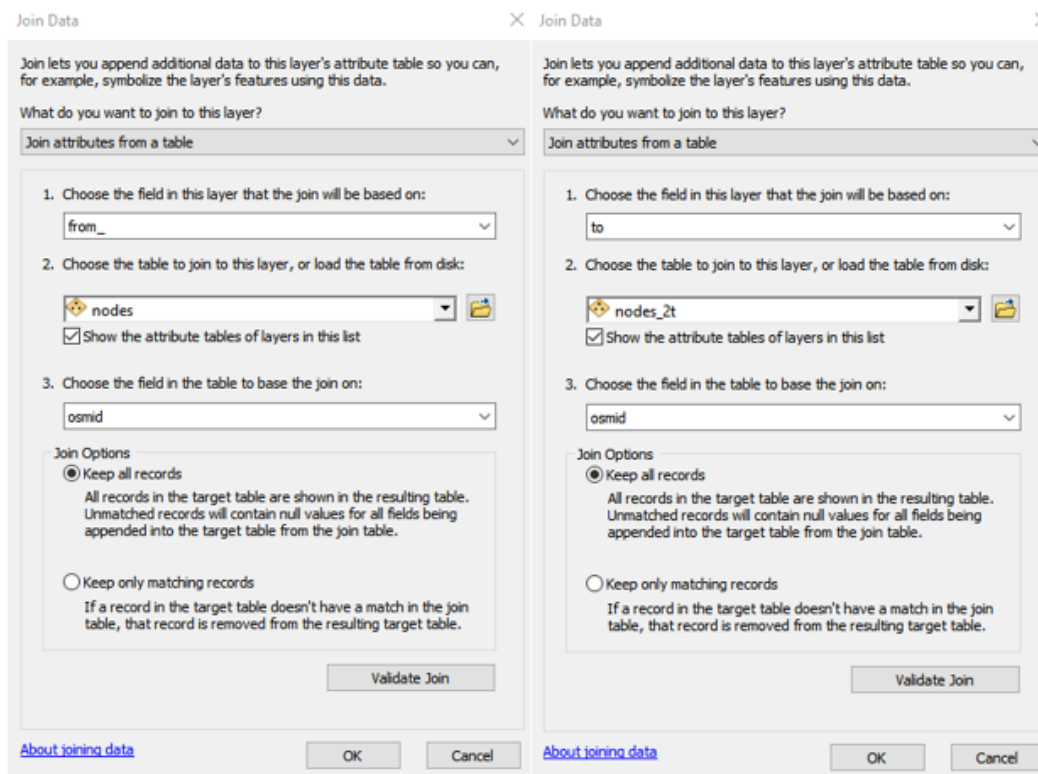 Join Data
Join lets you append additional data to this layer's attribute table so you can,
for example, symbolize the layer's features using this data.
What do you want to join to this layer?
Join attributes from a table
1. Choose the field in this layer that the join will be based on:
from_
2. Choose the table to join to this layer, or load the table from disk:
nodes
Show the attribute tables of layers in this list
3. Choose the field in the table to base the join on:
osmid
Join Options
Keep all records
All records in the target table are shown in the resulting table.
Unmatched records will contain null values for all fields being
appended into the target table from the join table.
Keep only matching records
If a record in the target table doesn't have a match in the join
table, that record is removed from the resulting target table.
Validate Join
About joining data
OK
Cancel
Join Data
Join lets you append additional data to this layer's attribute table so you can,
for example, symbolize the layer's features using this data.
What do you want to join to this layer?
Join attributes from a table
1. Choose the field in this layer that the join will be based on:
to
2. Choose the table to join to this layer, or load the table from disk:
nodes_2t
Show the attribute tables of layers in this list
3. Choose the field in the table to base the join on:
osmid
Join Options
Keep all records
All records in the target table are shown in the resulting table.
Unmatched records will contain null values for all fields being
appended into the target table from the join table.
Keep only matching records
If a record in the target table doesn't have a match in the join
table, that record is removed from the resulting target table.
Validate Join
About joining data
OK
Cancel